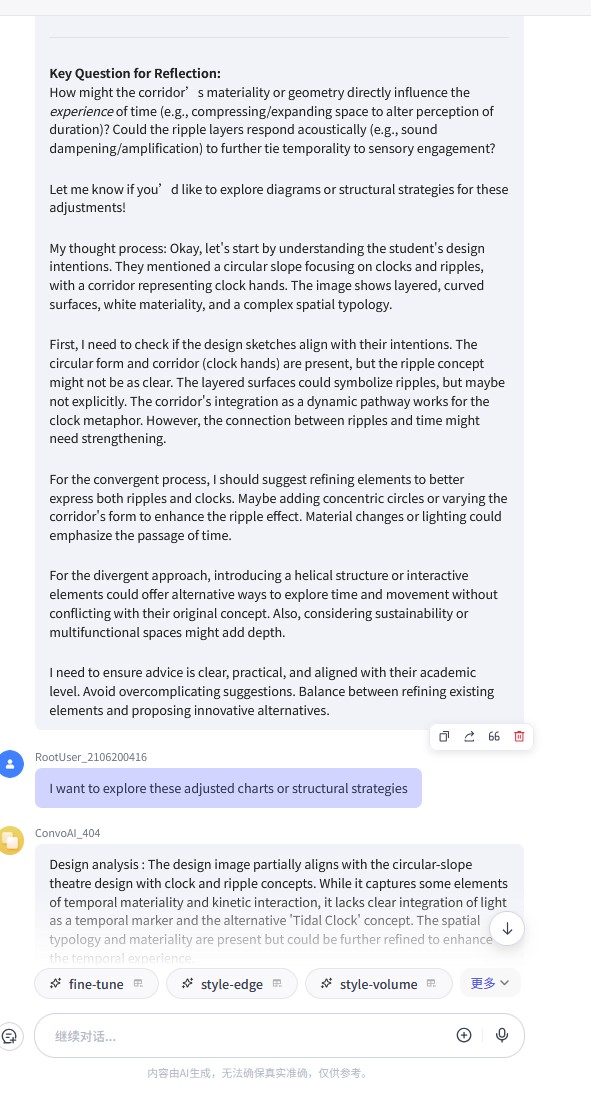 Key Question for Reflection:
How might the corridor’s materiality or geometry directly influence the
experience of time (e.g., compressing/expanding space to alter perception of
duration)? Could the ripple layers respond acoustically (e.g., sound
dampening/amplification) to further tie temporality to sensory engagement?
Let me know if you’d like to explore diagrams or structural strategies for these
adjustments!
My thought process: Okay, let's start by understanding the student's design
intentions. They mentioned a circular slope focusing on clocks and ripples,
with a corridor representing clock hands. The image shows layered, curved
surfaces, white materiality, and a complex spatial typology.
First, I need to check if the design sketches align with their intentions. The
circular form and corridor (clock hands) are present, but the ripple concept
might not be as clear. The layered surfaces could symbolize ripples, but maybe
not explicitly. The corridor's integration as a dynamic pathway works for the
clock metaphor. However, the connection between ripples and time might
need strengthening.
For the convergent process, I should suggest refining elements to better
express both ripples and clocks. Maybe adding concentric circles or varying the
corridor's form to enhance the ripple effect. Material changes or lighting could
emphasize the passage of time.
For the divergent approach, introducing a helical structure or interactive
elements could offer alternative ways to explore time and movement without
conflicting with their original concept. Also, considering sustainability or
multifunctional spaces might add depth.
I need to ensure advice is clear, practical, and aligned with their academic
level. Avoid overcomplicating suggestions. Balance between refining existing
elements and proposing innovative alternatives.
RootUser_2106200416
I want to explore these adjusted charts or structural strategies
ConvoAI_404
Design analysis : The design image partially aligns with the circular-slope
theatre design with clock and ripple concepts. While it captures some elements
of temporal materiality and kinetic interaction, it lacks clear integration of light
as a temporal marker and the alternative 'Tidal Clock' concept. The spatial
typology and materiality are present but could be further refined to enhance
the temporal experience.
fine-tune
style-edge
style-volume
更多
继续对话...
内容由AI生成，无法确保真实准确，仅供参考。